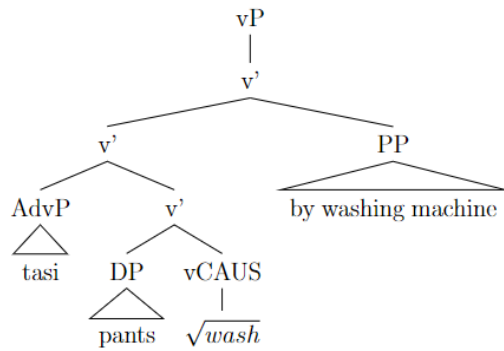 vP
v'
v' PP
AdvP v' by washing machine
tasi DP vCAUS
pants √wash